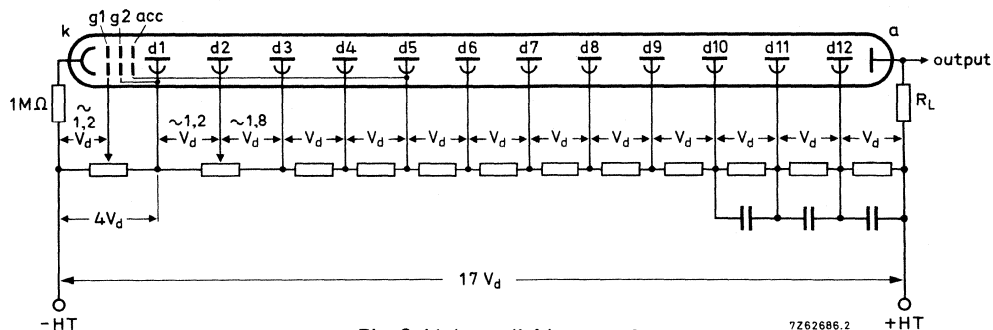 k g1 g2 acc d1 d2 d3 d4 d5 d6 d7 d8 d9 d10 d11 d12 a
output
1MΩ R_L
~1,2 V_d ~1,2 V_d ~1,8 V_d V_d V_d V_d V_d V_d V_d V_d V_d V_d V_d
4V_d
17 V_d
-HT +HT
7Z62686.2